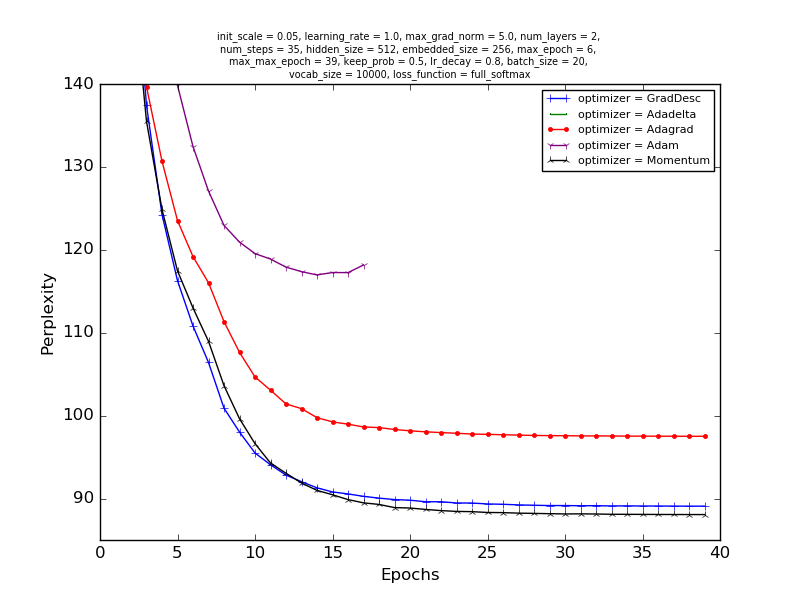 init_scale = 0.05, learning_rate = 1.0, max_grad_norm = 5.0, num_layers = 2,
num_steps = 35, hidden_size = 512, embedded_size = 256, max_epoch = 6,
max_max_epoch = 39, keep_prob = 0.5, lr_decay = 0.8, batch_size = 20,
vocab_size = 10000, loss_function = full_softmax
optimizer = GradDesc
optimizer = Adadelta
optimizer = Adagrad
optimizer = Adam
optimizer = Momentum
140
130
120
110
100
90
Perplexity
0 5 10 15 20 25 30 35 40
Epochs